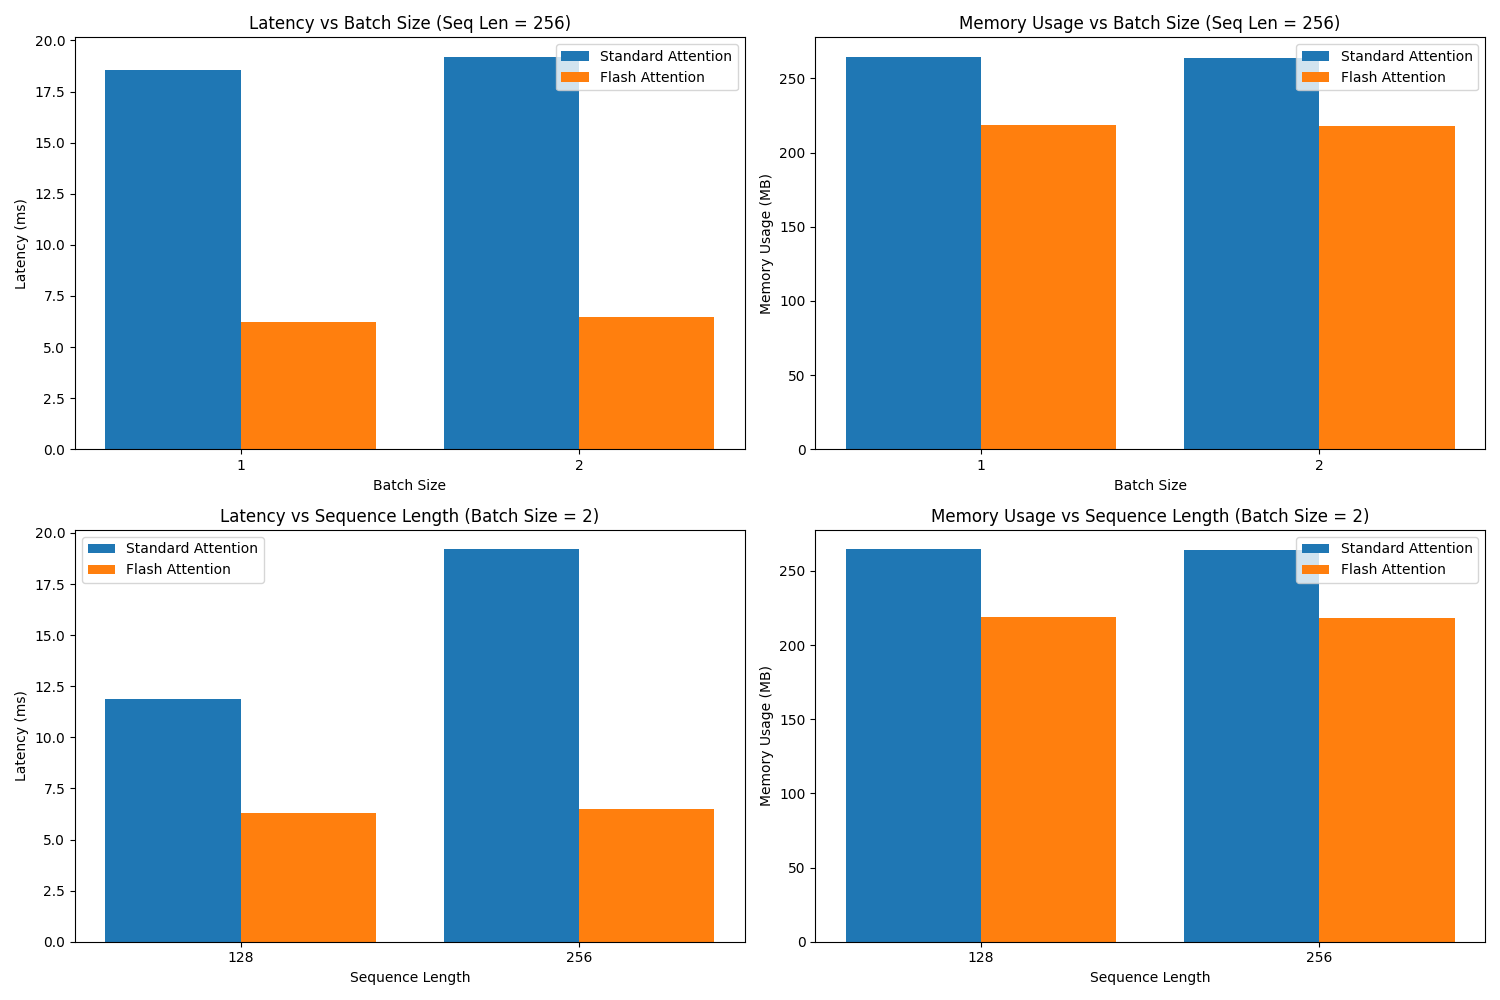 Latency vs Batch Size (Seq Len = 256)
Latency (ms)
20.0
17.5
15.0
12.5
10.0
7.5
5.0
2.5
0.0
Standard Attention
Flash Attention
1
2
Batch Size
Memory Usage vs Batch Size (Seq Len = 256)
Memory Usage (MB)
250
200
150
100
50
0
Standard Attention
Flash Attention
1
2
Batch Size
Latency vs Sequence Length (Batch Size = 2)
Latency (ms)
20.0
17.5
15.0
12.5
10.0
7.5
5.0
2.5
0.0
Standard Attention
Flash Attention
128
256
Sequence Length
Memory Usage vs Sequence Length (Batch Size = 2)
Memory Usage (MB)
250
200
150
100
50
0
Standard Attention
Flash Attention
128
256
Sequence Length